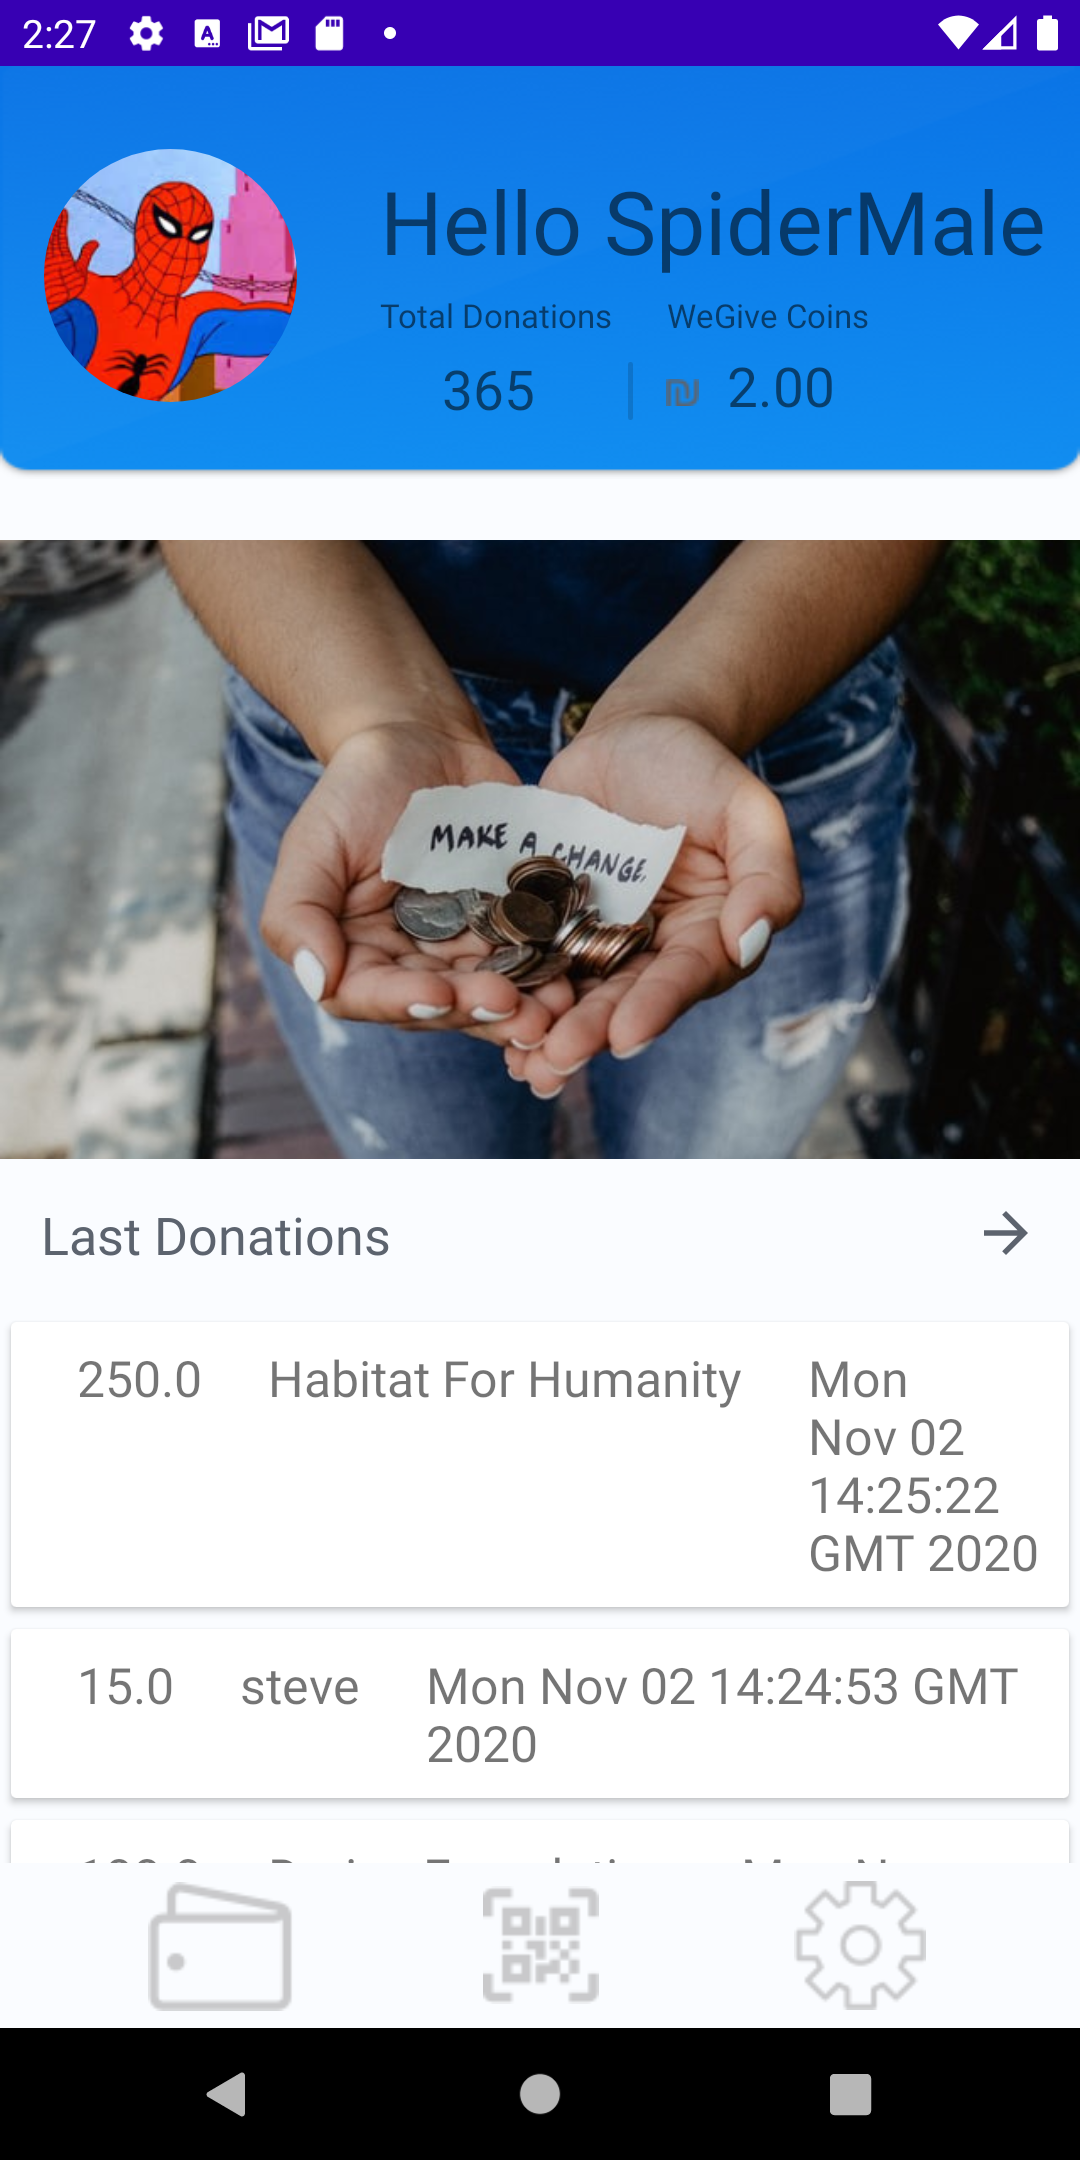 2:27
Hello SpiderMale
Total Donations WeGive Coins
365 ₪ 2.00
MAKE A CHANGE
Last Donations
250.0 Habitat For Humanity Mon
Nov 02
14:25:22
GMT 2020
15.0 steve Mon Nov 02 14:24:53 GMT
2020